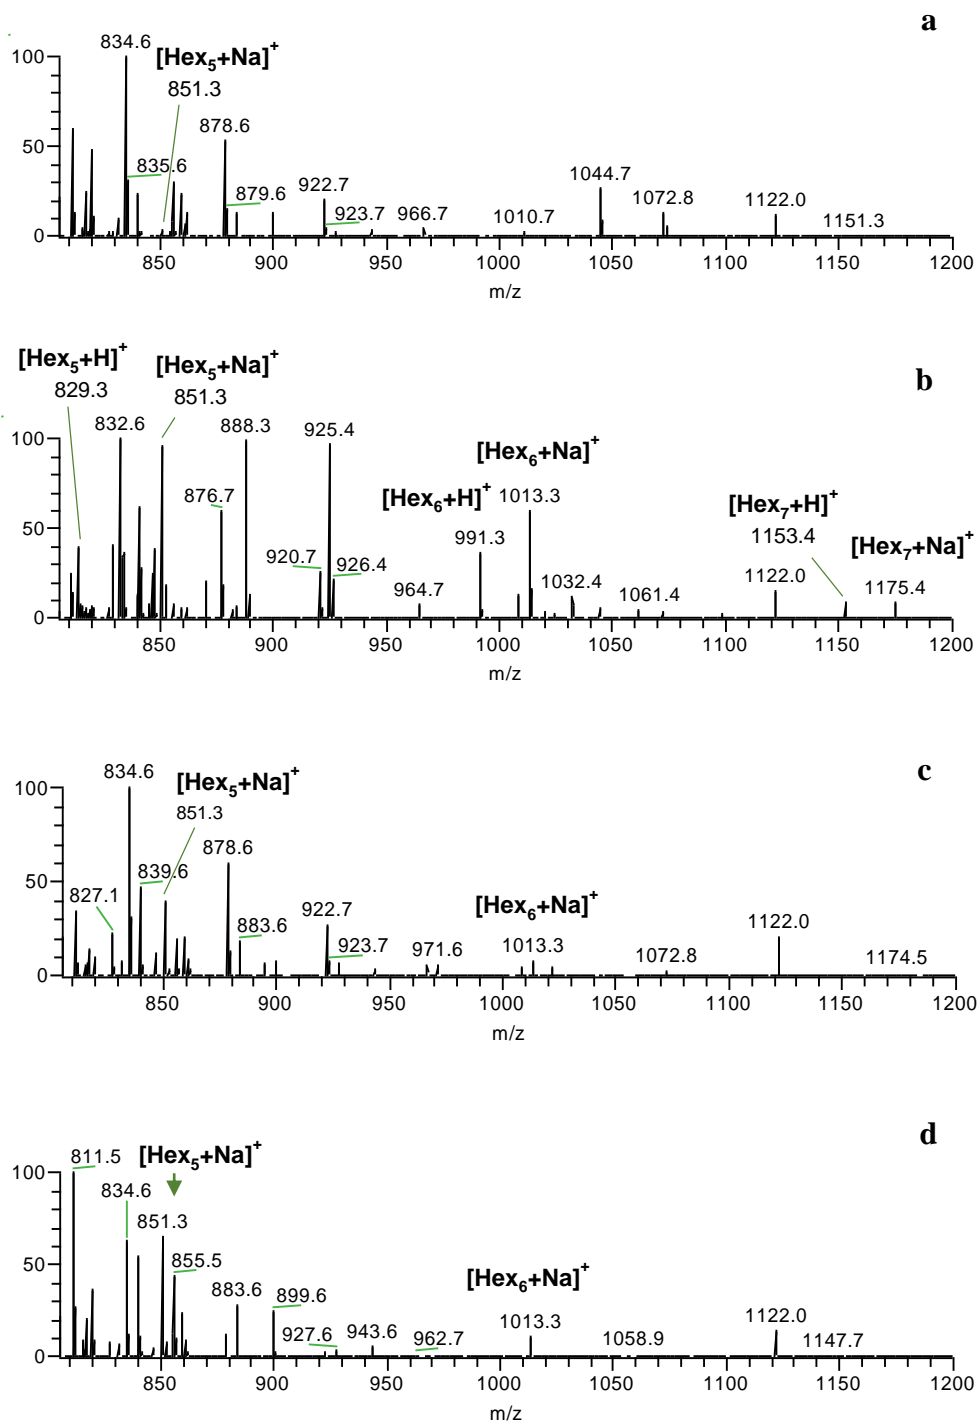 a
834.6
[Hex5+Na]+
851.3
100
878.6
50
835.6
879.6
922.7
923.7
966.7
1010.7
1044.7
1072.8
1122.0
1151.3
0
850 900 950 1000 1050 1100 1150 1200
m/z
[Hex5+H]+
829.3
[Hex5+Na]+
851.3
b
100
832.6
888.3
925.4
[Hex6+Na]+
876.7
[Hex6+H]+
1013.3
[Hex7+H]+
1153.4
[Hex7+Na]+
50
920.7
926.4
991.3
964.7
1032.4
1061.4
1122.0
1175.4
0
850 900 950 1000 1050 1100 1150 1200
m/z
c
834.6
[Hex5+Na]+
851.3
100
878.6
839.6
50
827.1
883.6
922.7
923.7
971.6
[Hex6+Na]+
1013.3
1072.8
1122.0
1174.5
0
850 900 950 1000 1050 1100 1150 1200
m/z
d
811.5
[Hex5+Na]+
100
834.6
851.3
855.5
50
883.6
899.6
927.6
943.6
962.7
[Hex6+Na]+
1013.3
1058.9
1122.0
1147.7
0
850 900 950 1000 1050 1100 1150 1200
m/z